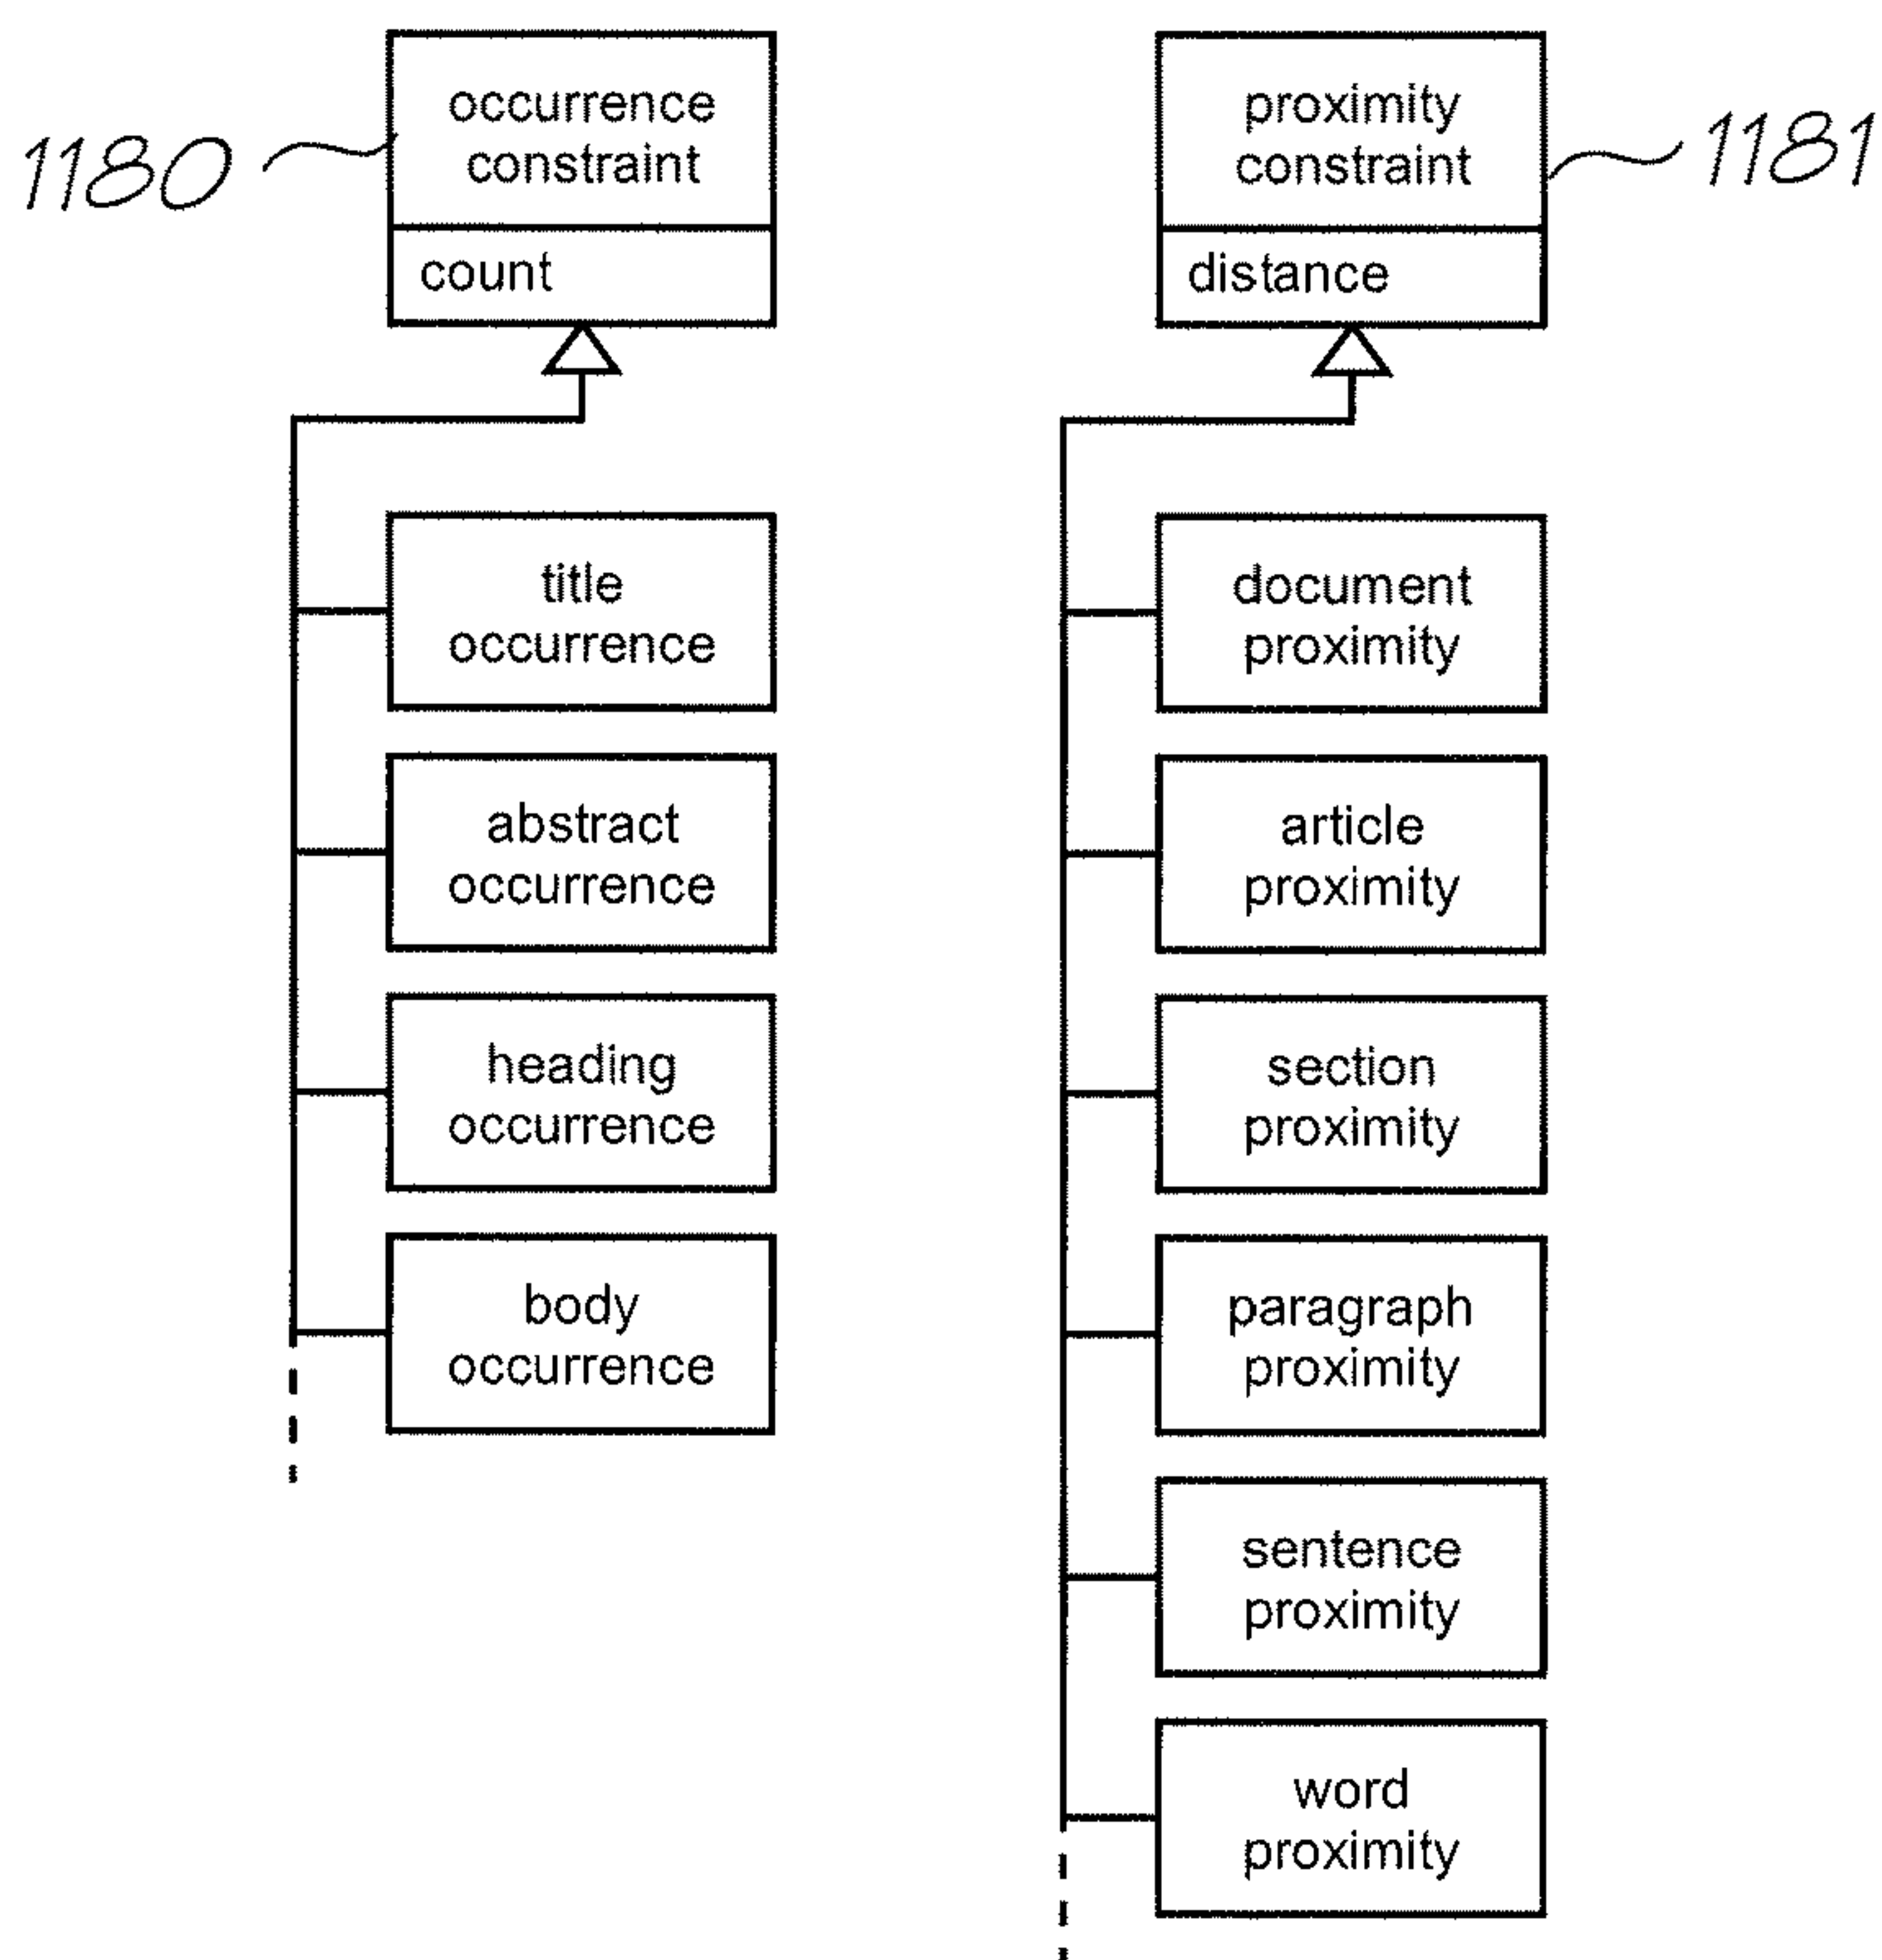 1180
occurrence
constraint
count
title
occurrence
abstract
occurrence
heading
occurrence
body
occurrence
proximity
constraint
1181
distance
document
proximity
article
proximity
section
proximity
paragraph
proximity
sentence
proximity
word
proximity